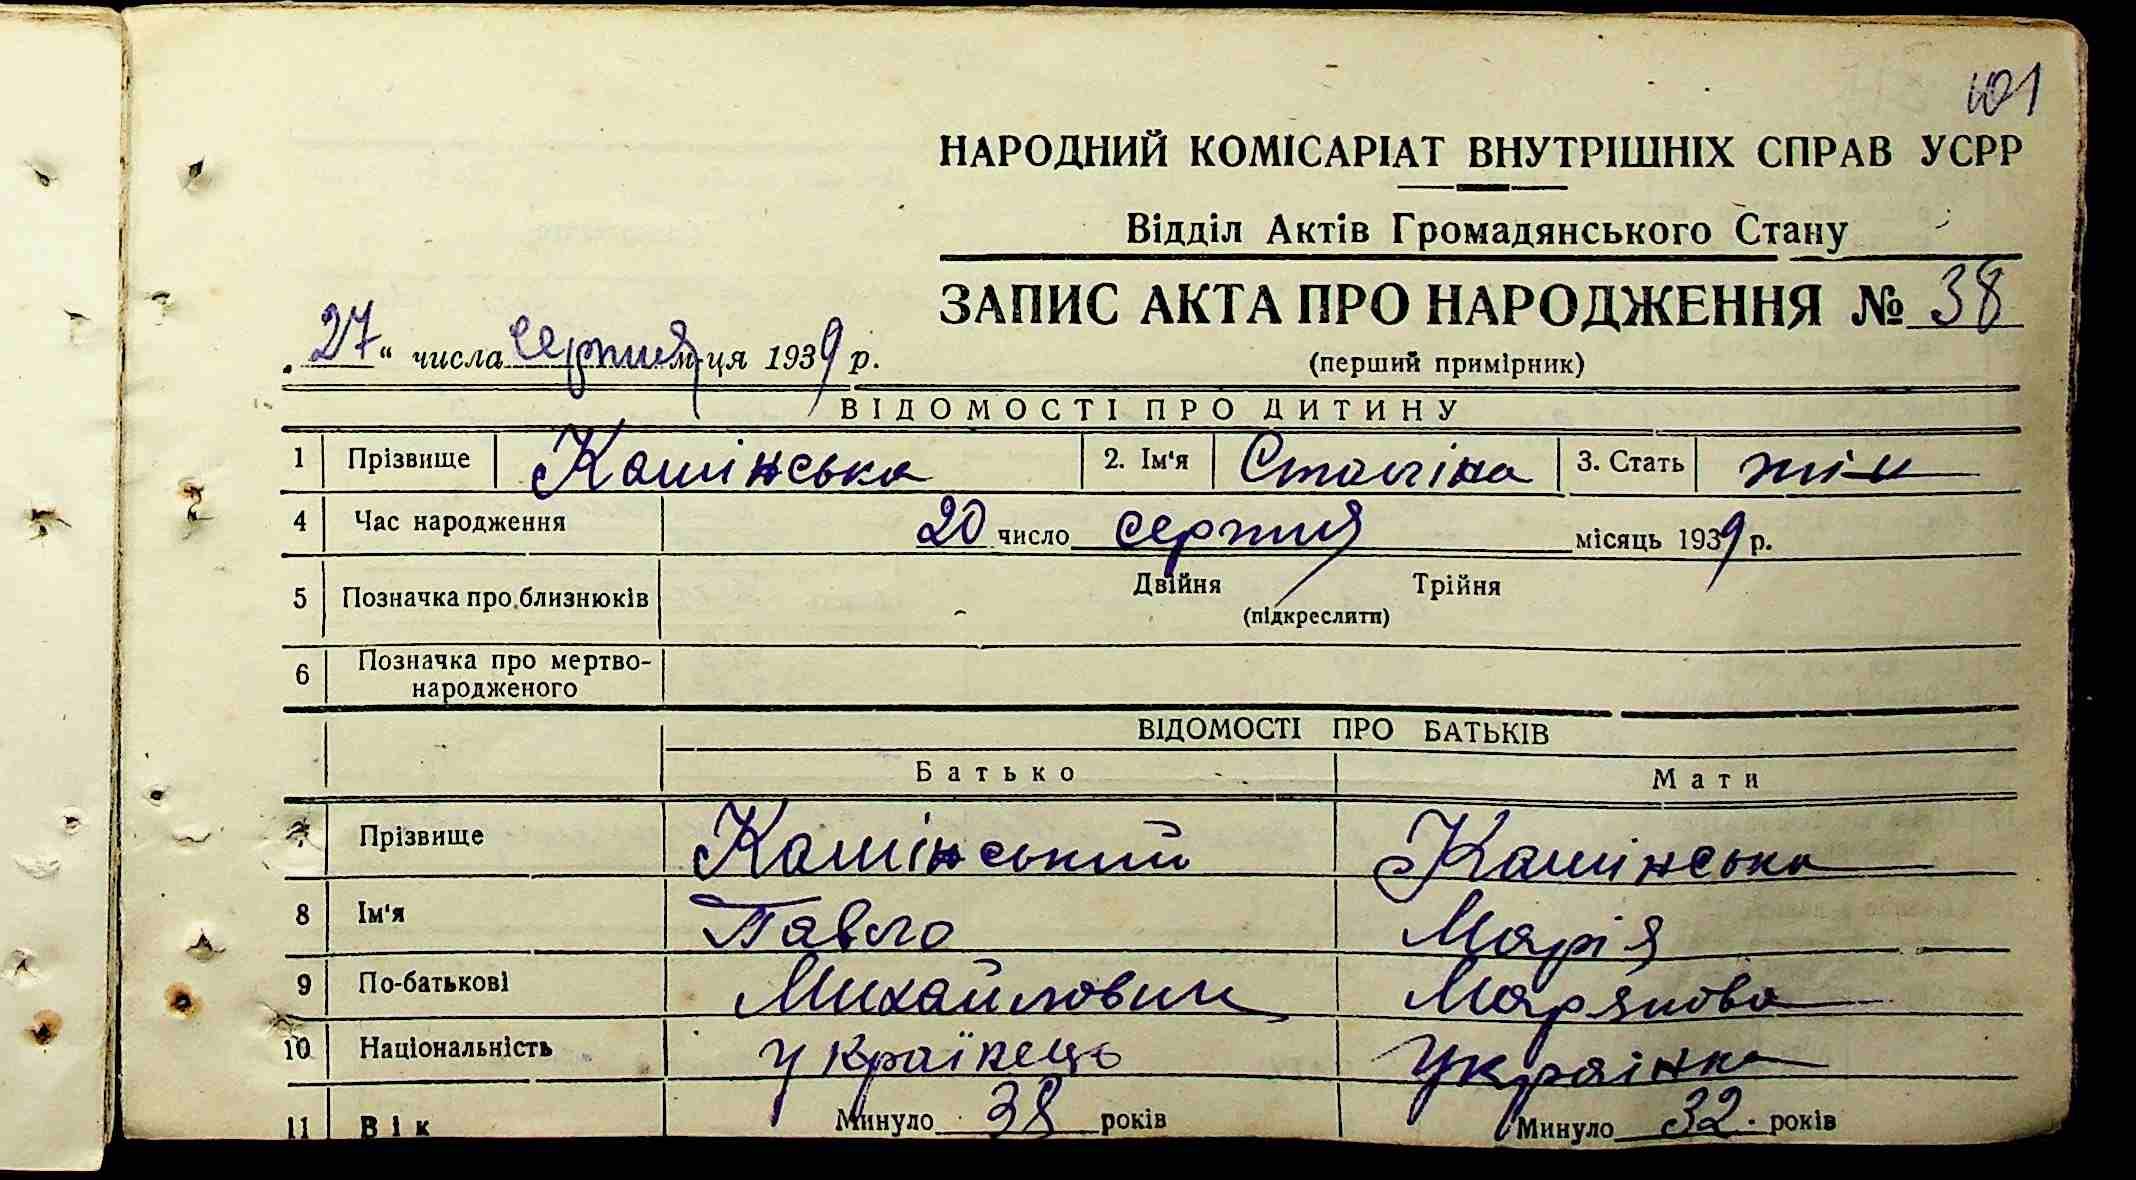 401
НАРОДНИЙ КОМІСАРІАТ ВНУТРІШНІХ СПРАВ УСРР
Відділ Актів Громадянського Стану
ЗАПИС АКТА ПРО НАРОДЖЕННЯ № 38
„27“ числа серпня м-ця 1939 р.
(перший примірник)
ВІДОМОСТІ ПРО ДИТИНУ
1 Прізвище Камінська 2. Ім'я Сталіна 3. Стать жін
4 Час народження 20 число серпня місяць 1939 р.
5 Позначка про близнюків Двійня Трійня
(підкреслити)
6 Позначка про мертво-
народженого
ВІДОМОСТІ ПРО БАТЬКІВ
Батько Мати
7 Прізвище Камінський Камінська
8 Ім'я Павло Марія
9 По-батькові Михайлович Мар'янова
10 Національність українець Українка
11 Вік Минуло 38 років Минуло 32 років